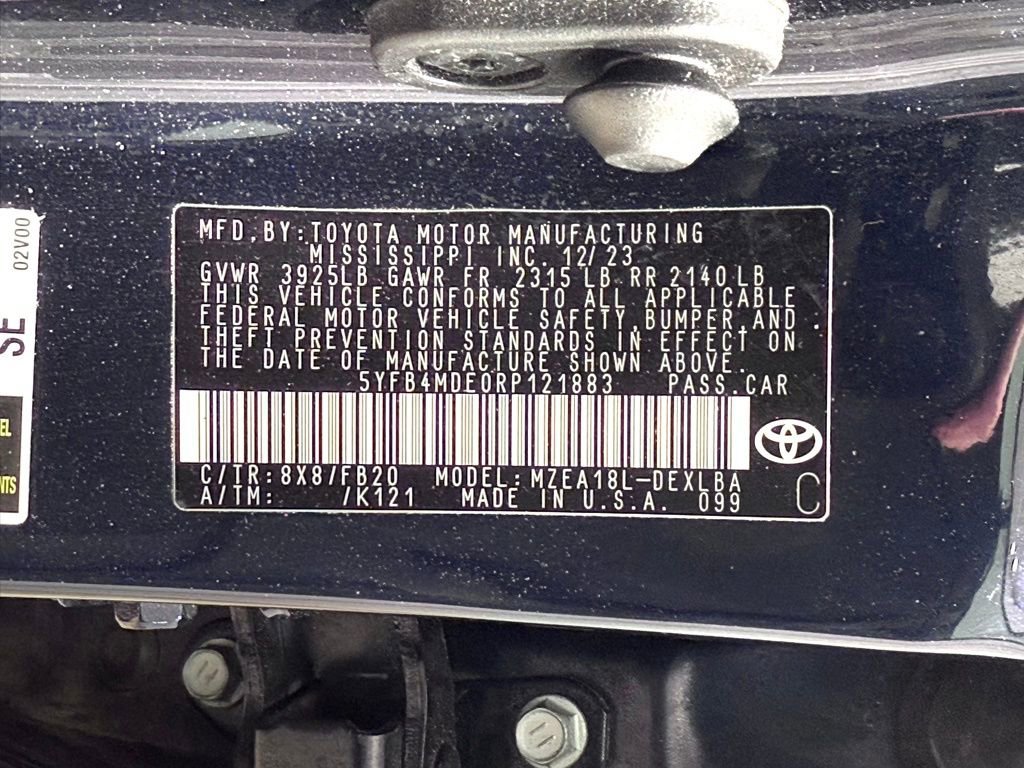 MFD. BY: TOYOTA MOTOR MANUFACTURING
MISSISSIPPI INC. 12/23
GVWR 3925LB GAWR FR 2315 LB RR 2140 LB
THIS VEHICLE CONFORMS TO ALL APPLICABLE
FEDERAL MOTOR VEHICLE SAFETY, BUMPER, AND
THEFT PREVENTION STANDARDS IN EFFECT ON
THE DATE OF MANUFACTURE SHOWN ABOVE.
5YFB4MDE0RP121883 PASS.CAR
C/TR: 8X8/FB20 MODEL: MZEA18L-DEXLBA
A/TM: /K121 MADE IN U.S.A. 099 C
02V00
SE